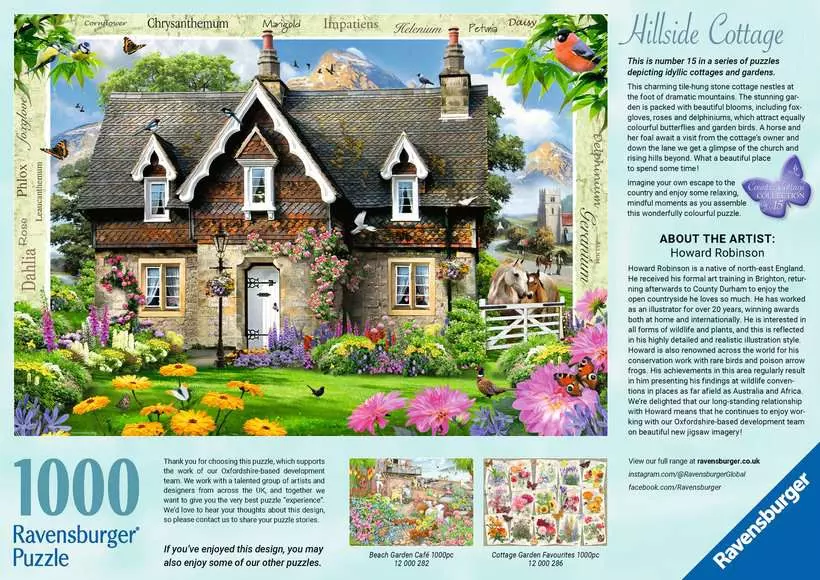 Cornflower Chrysanthemum Marigold Impatiens Helenium Petunia Daisy
Foxglove
Phlox
Leucanthemum
Rose
Dahlia
Delphinium
Geranium
Hillside Cottage
This is number 15 in a series of puzzles
depicting idyllic cottages and gardens.
This charming tile-hung stone cottage nestles at
the foot of dramatic mountains. The stunning gar-
den is packed with beautiful blooms, including fox-
gloves, roses and delphiniums, which attract equally
colourful butterflies and garden birds. A horse and
her foal await a visit from the cottage's owner and
down the lane we get a glimpse of the church and
rising hills beyond. What a beautiful place
to spend some time!
Imagine your own escape to the
country and enjoy some relaxing,
mindful moments as you assemble
this wonderfully colourful puzzle.
Country Cottage
COLLECTION
15
ABOUT THE ARTIST:
Howard Robinson
Howard Robinson is a native of north-east England.
He received his formal art training in Brighton, retur-
ning afterwards to County Durham to enjoy the
open countryside he loves so much. He has worked
as an illustrator for over 20 years, winning awards
both at home and internationally. He is interested in
all forms of wildlife and plants, and this is reflected
in his highly detailed and realistic illustration style.
Howard is also renowned across the world for his
conservation work with rare birds and poison arrow
frogs. His achievements in this area regularly result
in him presenting his findings at wildlife conven-
tions in places as far afield as Australia and Africa.
We're delighted that our long-standing relationship
with Howard means that he continues to enjoy wor-
king with our Oxfordshire-based development team
on beautiful new jigsaw imagery!
View our full range at ravensburger.co.uk
instagram.com/@RavensburgerGlobal
facebook.com/Ravensburger
Ravensburger
1000
Ravensburger®
Puzzle
Thank you for choosing this puzzle, which supports
the work of our Oxfordshire-based development
team. We work with a talented group of artists and
designers from across the UK, and together we
want to give you the very best puzzle "experience".
We'd love to hear your thoughts about this design,
so please contact us to share your puzzle stories.
If you've enjoyed this design, you may
also enjoy some of our other puzzles.
Beach Garden Café 1000pc
12 000 282
Cottage Garden Favourites 1000pc
12 000 286